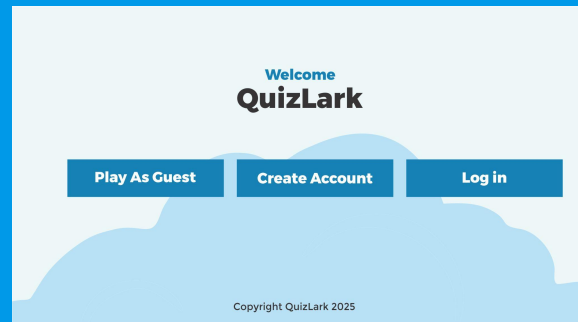 Welcome
QuizLark
Play As Guest
Create Account
Log in
Copyright QuizLark 2025